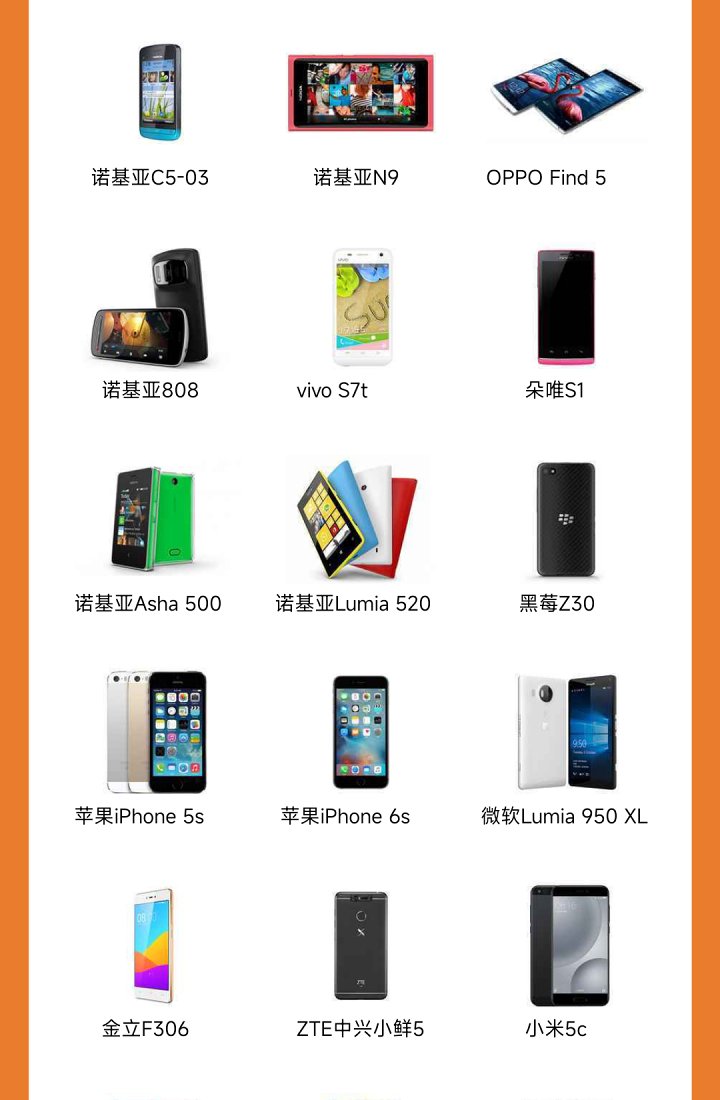 诺基亚C5-03
诺基亚N9
OPPO Find 5
诺基亚808
vivo S7t
朵唯S1
诺基亚Asha 500
诺基亚Lumia 520
黑莓Z30
苹果iPhone 5s
苹果iPhone 6s
9:50
微软Lumia 950 XL
金立F306
ZTE
ZTE中兴小鲜5
小米5c